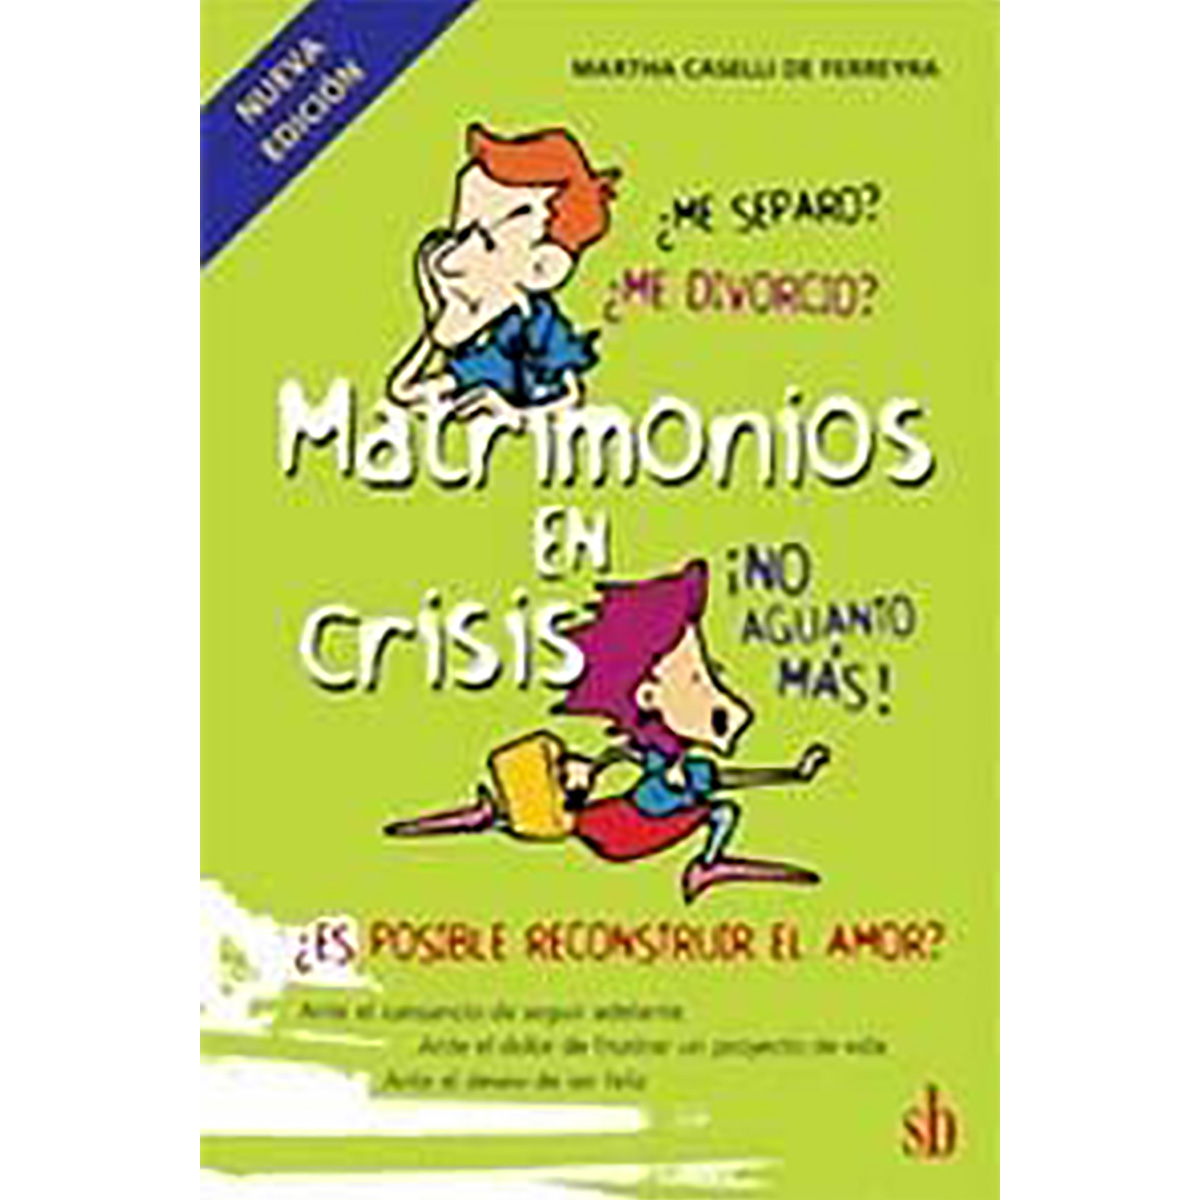 NUEVA
EDICIÓN
MARTHA CASELLI DE FERREYRA
¿ME SEPARO?
¿ME DIVORCIO?
Matrimonios
EN
crisis
¡NO
AGUANTO
MÁS!
¿ES POSIBLE RECONSTRUIR EL AMOR?
Ante el cansancio de seguir adelante
Ante el dolor de frustrar un proyecto de vida
Ante el deseo de ser feliz
sb